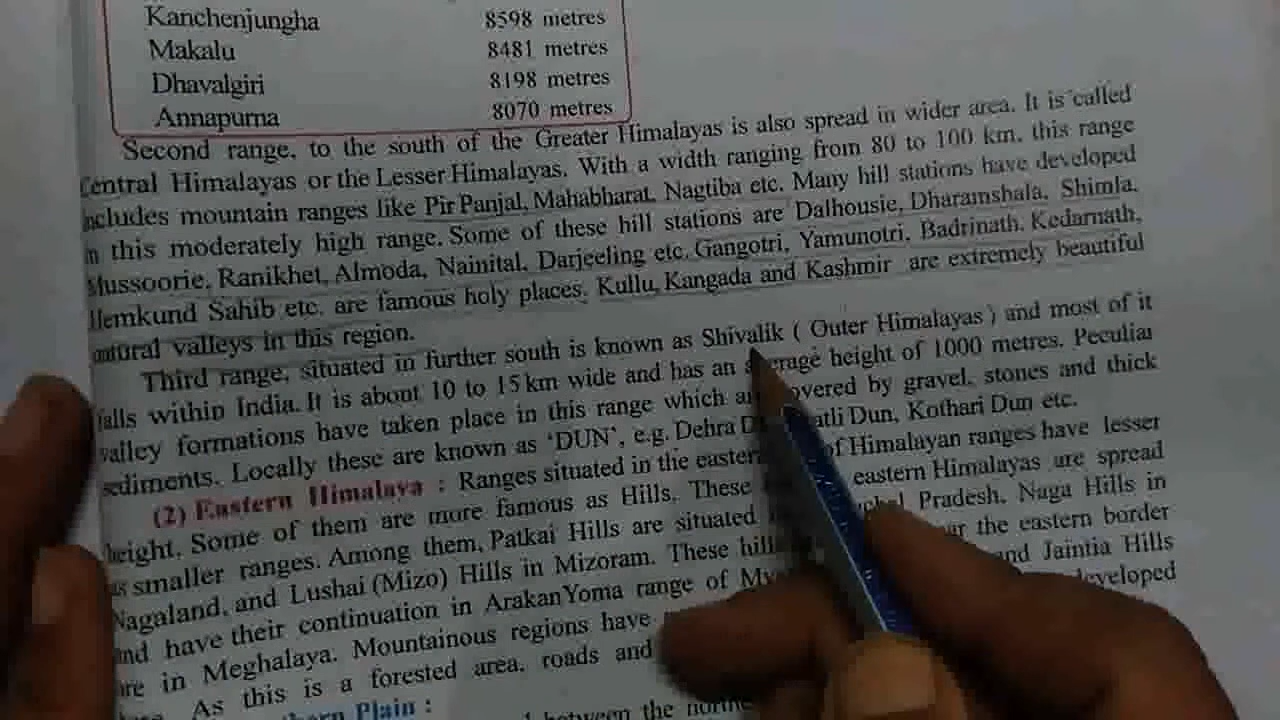 Kanchenjungha 8598 metres
Makalu 8481 metres
Dhavalgiri 8198 metres
Annapurna 8070 metres
Second range, to the south of the Greater Himalayas is also spread in wider area. It is called
Central Himalayas or the Lesser Himalayas. With a width ranging from 80 to 100 km, this range
includes mountain ranges like Pir Panjal, Mahabharat, Nagtiba etc. Many hill stations have developed
in this moderately high range. Some of these hill stations are Dalhousie, Dharamshala, Shimla,
Mussoorie, Ranikhet, Almoda, Nainital, Darjeeling etc. Gangotri, Yamunotri, Badrinath, Kedarnath,
Hemkund Sahib etc. are famous holy places. Kullu, Kangada and Kashmir are extremely beautiful
natural valleys in this region.
Third range, situated in further south is known as Shivalik ( Outer Himalayas ) and most of it
falls within India. It is about 10 to 15 km wide and has an average height of 1000 metres. Peculiar
valley formations have taken place in this range which are covered by gravel, stones and thick
sediments. Locally these are known as ‘DUN’, e.g. Dehra Dun, Patli Dun, Kothari Dun etc.
(2) Eastern Himalaya : Ranges situated in the eastern of Himalayan ranges have lesser
height. Some of them are more famous as Hills. These eastern Himalayas are spread
as smaller ranges. Among them, Patkai Hills are situated Pradesh, Naga Hills in
Nagaland, and Lushai (Mizo) Hills in Mizoram. These the eastern border
and have their continuation in ArakanYoma range of and Jaintia Hills
are in Meghalaya. Mountainous regions have developed
As this is a forested area, roads and
Plain :
between the